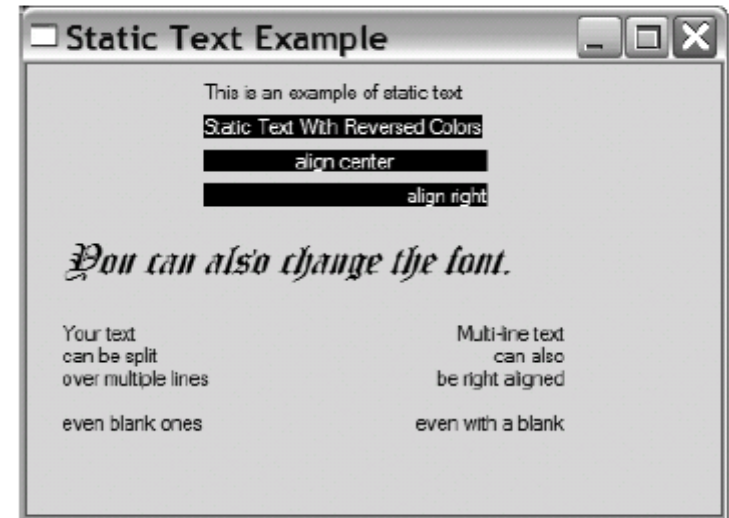 Static Text Example
This is an example of static text
Static Text With Reversed Colors
align center
align right
You can also change the font.
Your text
can be split
over multiple lines
even blank ones
Multi-line text
can also
be right aligned
even with a blank